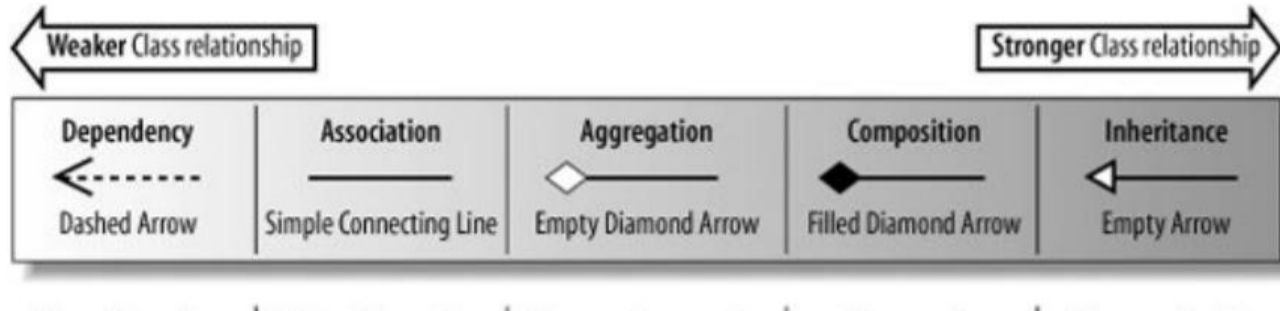 Weaker Class relationship
Stronger Class relationship
Dependency
Association
Aggregation
Composition
Inheritance
Dashed Arrow
Simple Connecting Line
Empty Diamond Arrow
Filled Diamond Arrow
Empty Arrow